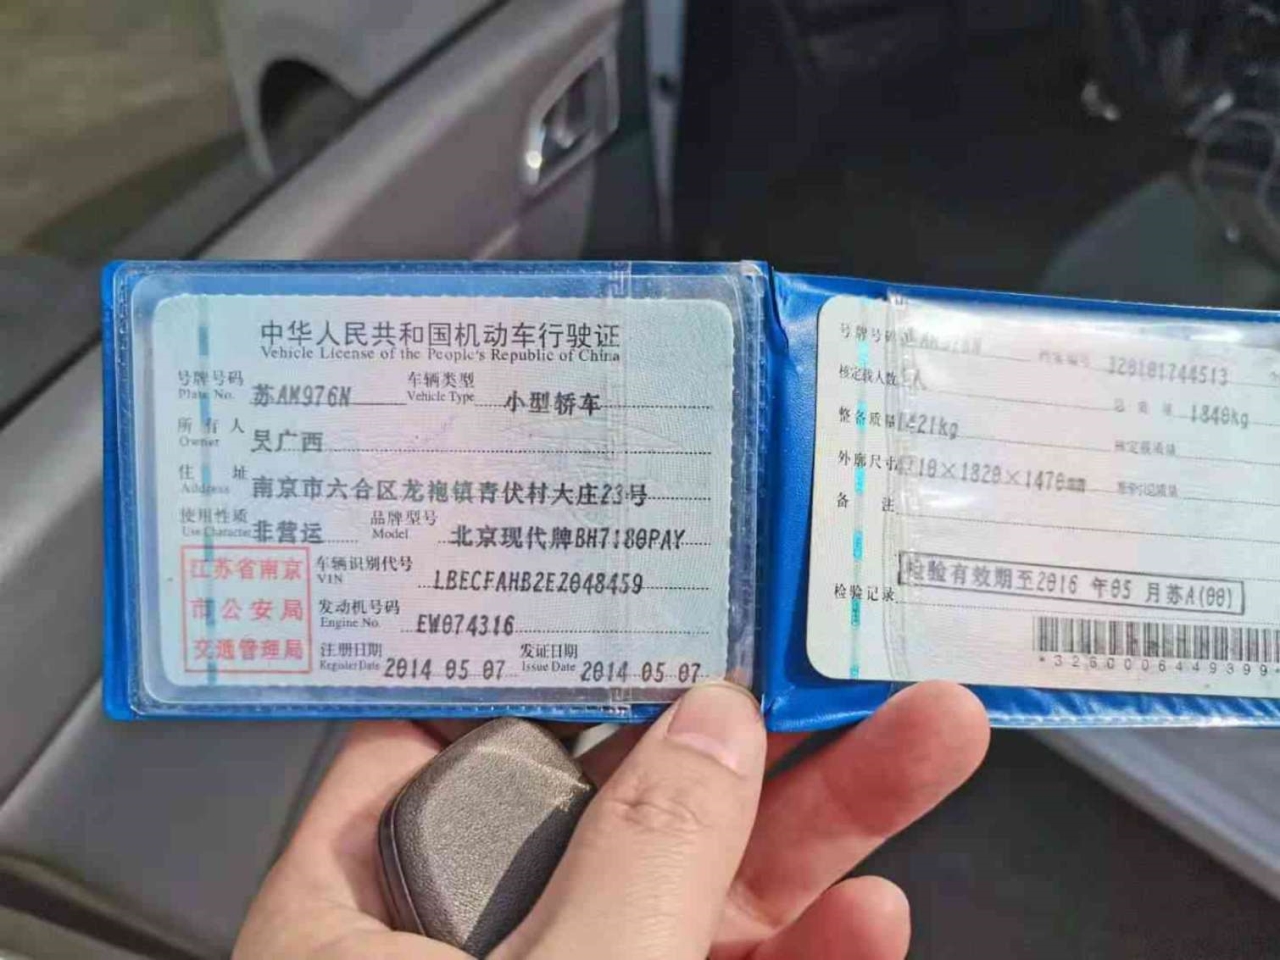 中华人民共和国机动车行驶证
Vehicle License of the People's Republic of China
号牌号码 Plate No. 苏AM976N 车辆类型 Vehicle Type 小型轿车
所有人 Owner 吴广西
住址 Address 南京市六合区龙袍镇青伏村大庄23号
使用性质 Use Character 非营运 品牌型号 Model 北京现代牌BH7180PAY
江苏省南京市公安局交通管理局
车辆识别代号 VIN LBECFAHB2EZ048459
发动机号码 Engine No. EW074316
注册日期 Register Date 2014 05 07 发证日期 Issue Date 2014 05 07
号牌号码 档案编号 320101744513
核定载人数 人 总质量 1840kg
整备质量 1421kg 核定载质量
外廓尺寸 ×1820×1470mm
备注
检验记录 检验有效期至2016 年05 月苏A(00)